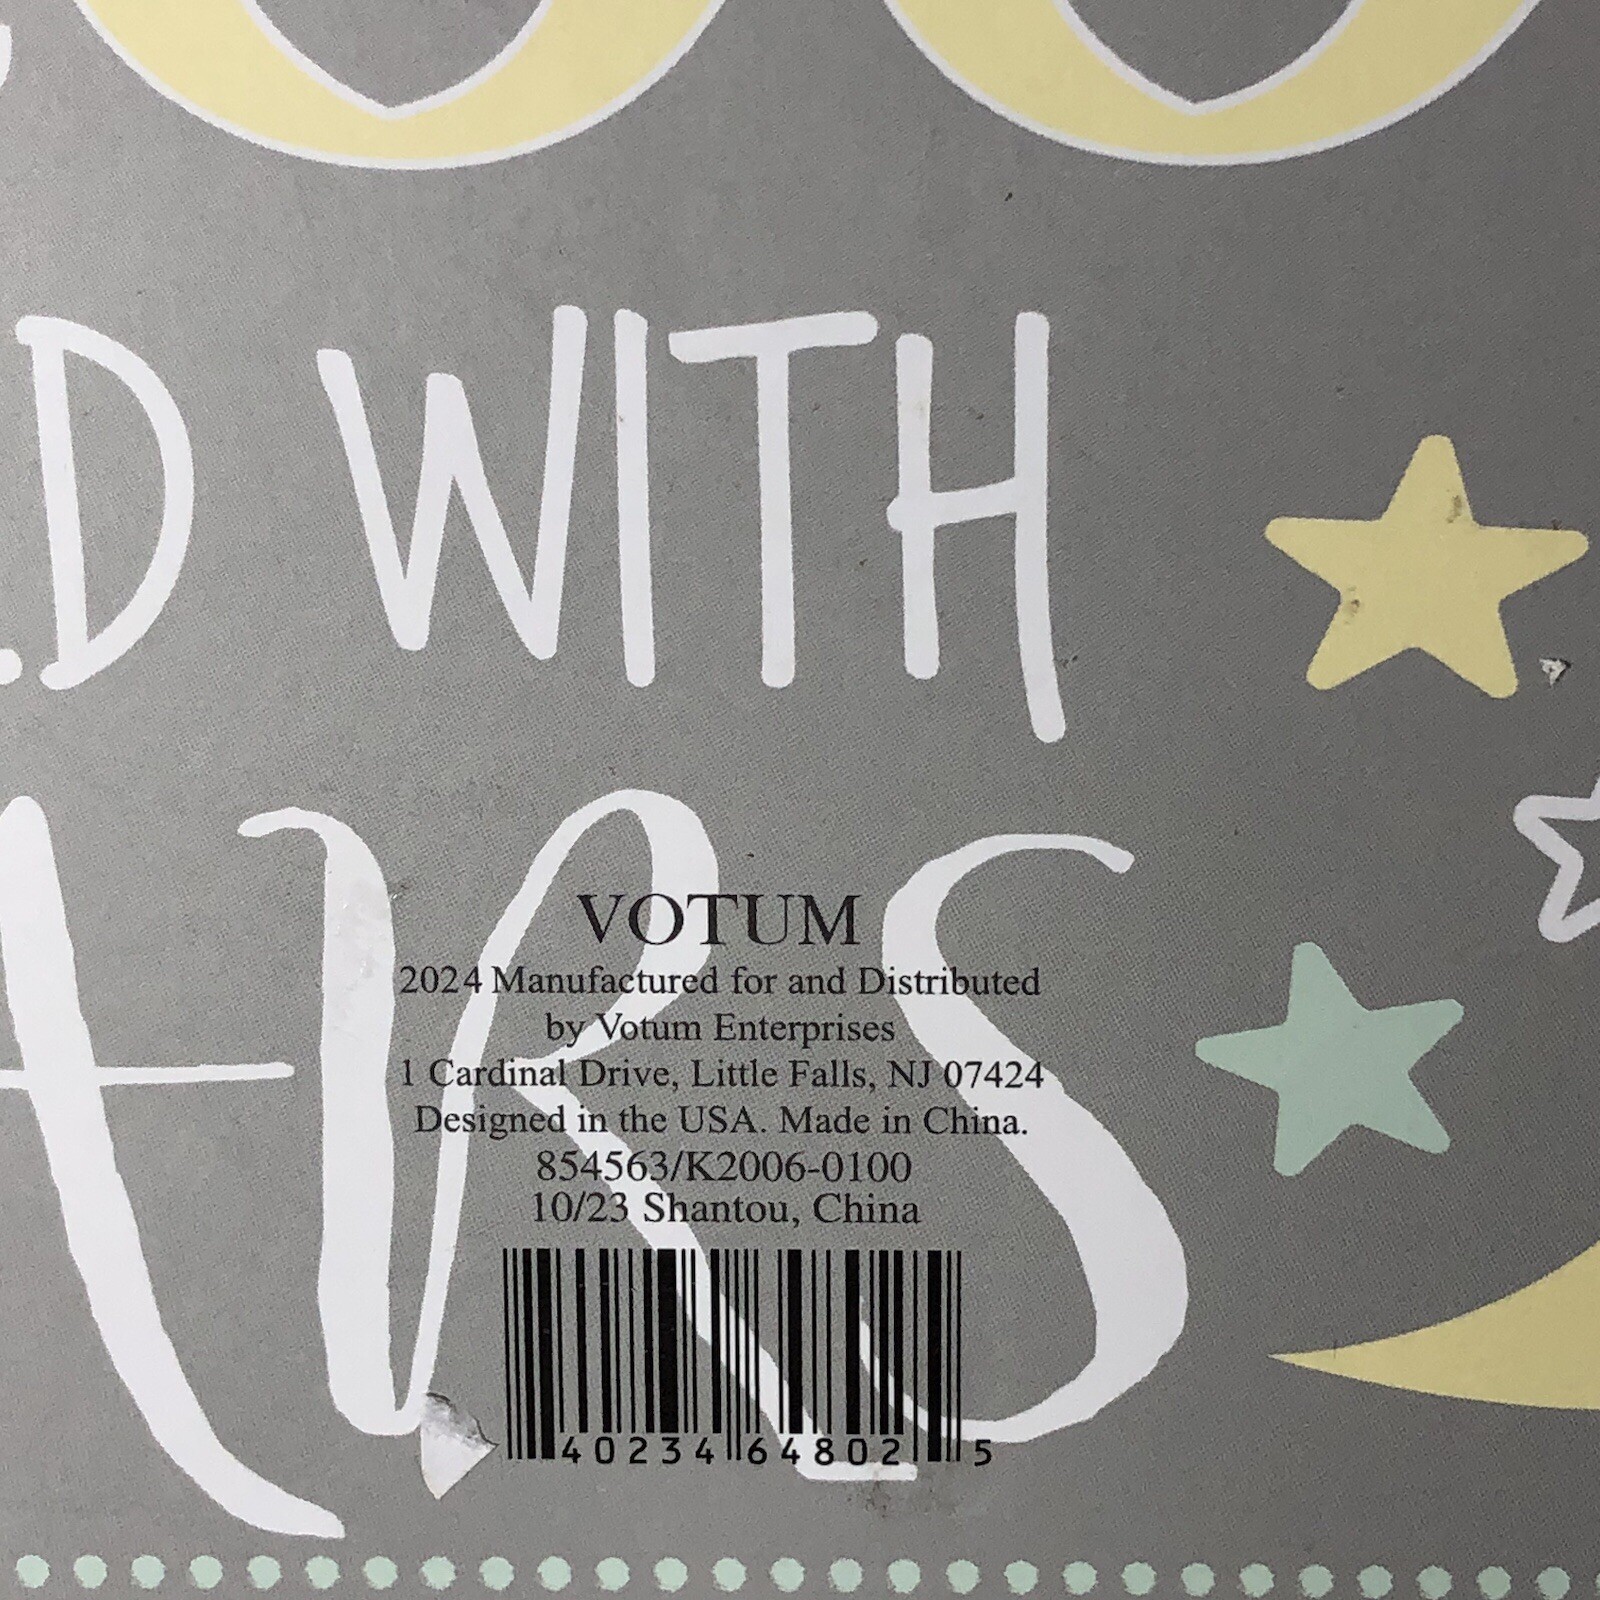 D WITH
ARS
VOTUM
2024 Manufactured for and Distributed
by Votum Enterprises
1 Cardinal Drive, Little Falls, NJ 07424
Designed in the USA. Made in China.
854563/K2006-0100
10/23 Shantou, China
40234 64802 5